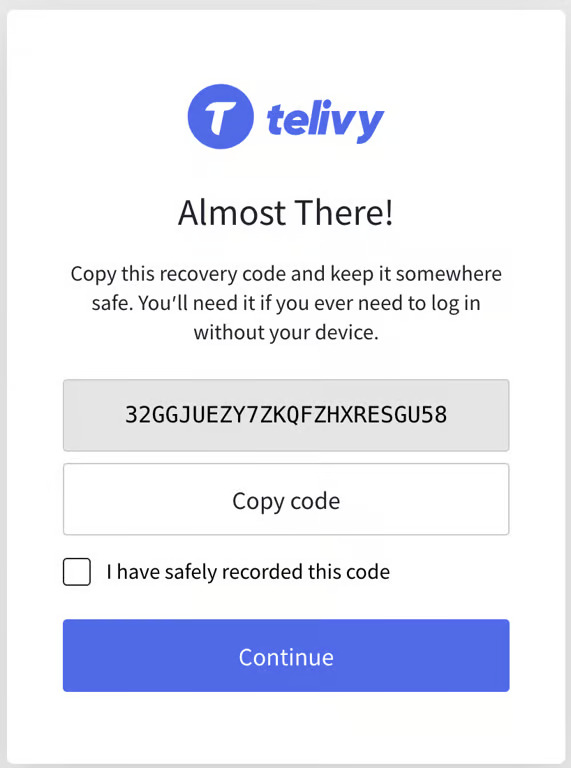 telivy
Almost There!
Copy this recovery code and keep it somewhere
safe. You'll need it if you ever need to log in
without your device.
32GGJUEZY7ZKQFZHXRESGU58
Copy code
I have safely recorded this code
Continue